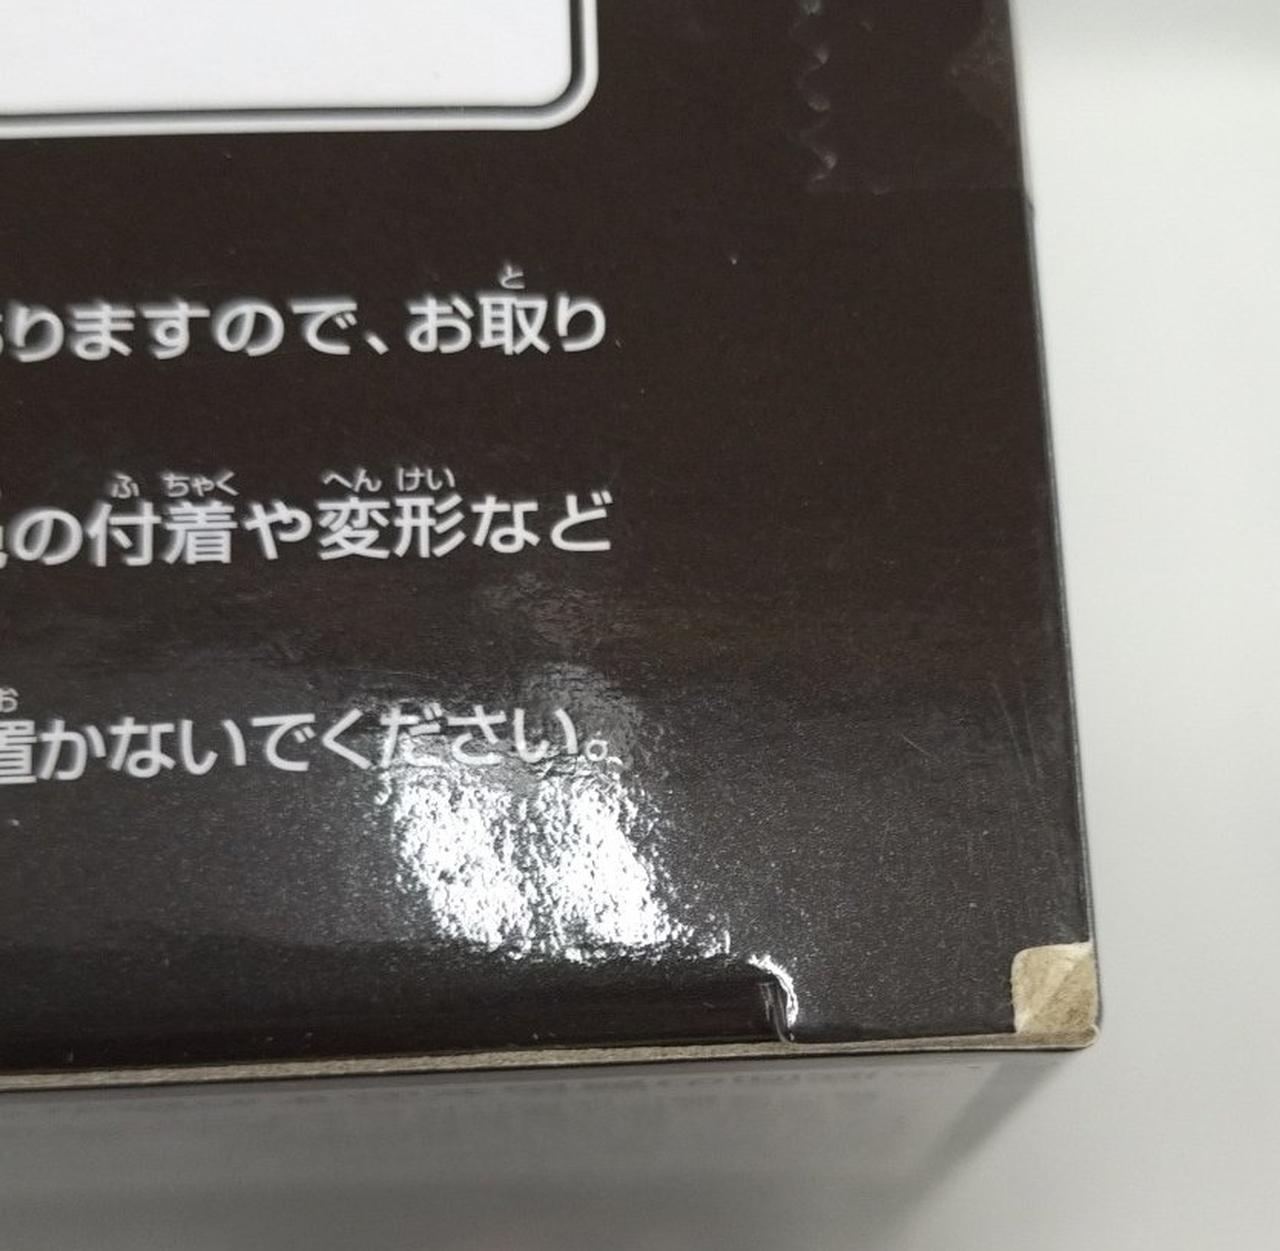 りますので、お取り
の付着や変形など
置かないでください。